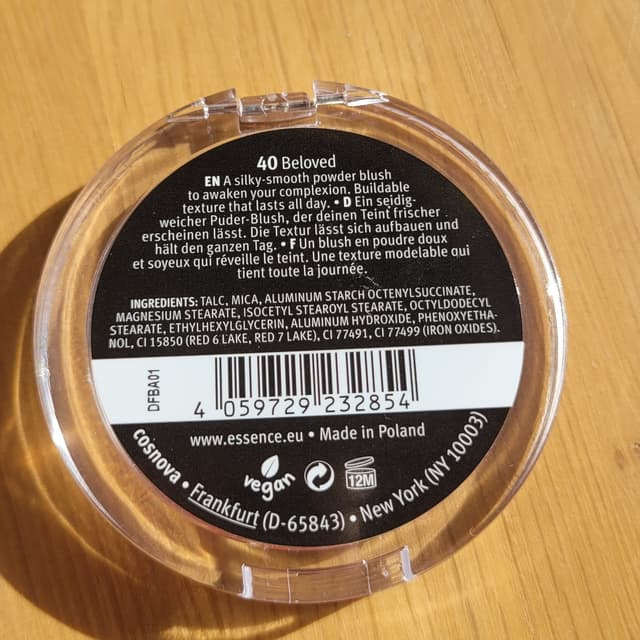 40 Beloved
EN A silky-smooth powder blush
to awaken your complexion. Buildable
texture that lasts all day. • D Ein seidig-
weicher Puder-Blush, der deinen Teint frischer
erscheinen lässt. Die Textur lässt sich aufbauen und
hält den ganzen Tag. • F Un blush en poudre doux
et soyeux qui réveille le teint. Une texture modelable qui
tient toute la journée.
INGREDIENTS: TALC, MICA, ALUMINUM STARCH OCTENYLSUCCINATE,
MAGNESIUM STEARATE, ISOCETYL STEAROYL STEARATE, OCTYLDODECYL
STEARATE, ETHYLHEXYLGLYCERIN, ALUMINUM HYDROXIDE, PHENOXYETHA-
NOL, CI 15850 (RED 6 LAKE, RED 7 LAKE), CI 77491, CI 77499 (IRON OXIDES).
DFBA01
4 059729 232854
www.essence.eu • Made in Poland
vegan
12M
cosnova • Frankfurt (D-65843) • New York (NY 10003)